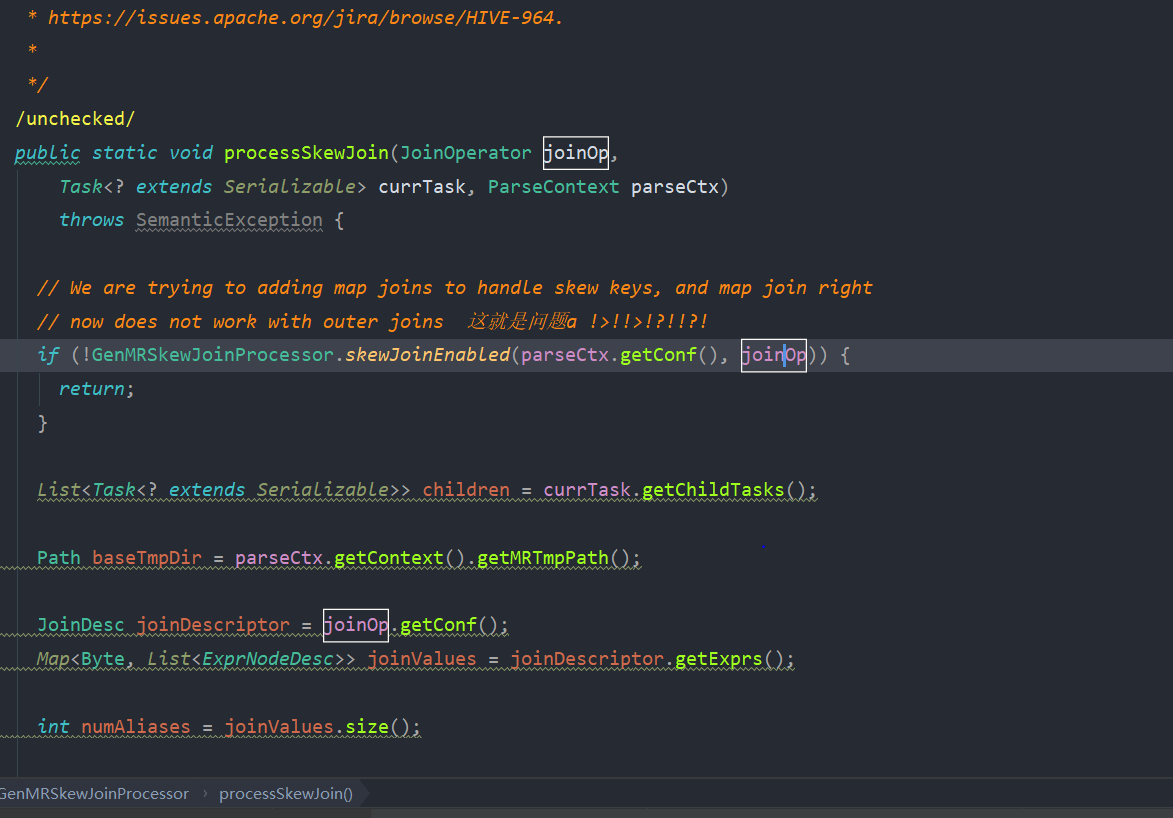 * https://issues.apache.org/jira/browse/HIVE-964.
*
*/
/unchecked/
public static void processSkewJoin(JoinOperator joinOp,
Task<? extends Serializable> currTask, ParseContext parseCtx)
throws SemanticException {
// We are trying to adding map joins to handle skew keys, and map join right
// now does not work with outer joins 这就是问题a !>!!>!?!!?!
if (!GenMRSkewJoinProcessor.skewJoinEnabled(parseCtx.getConf(), joinOp)) {
return;
}
List<Task<? extends Serializable>> children = currTask.getChildTasks();
Path baseTmpDir = parseCtx.getContext().getMRTmpPath();
JoinDesc joinDescriptor = joinOp.getConf();
Map<Byte, List<ExprNodeDesc>> joinValues = joinDescriptor.getExprs();
int numAliases = joinValues.size();
GenMRSkewJoinProcessor › processSkewJoin()